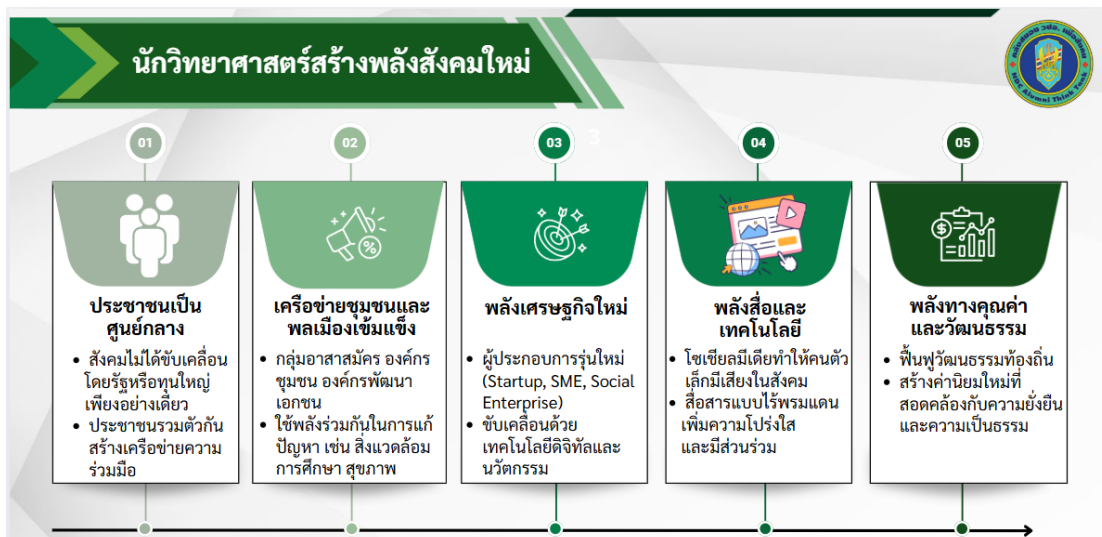 นักวิทยาศาสตร์สร้างพลังสังคมใหม่
คลังสมอง วปอ. เพื่อสังคม
NDC Alumni Think Tank
01
02
03
3
04
05
ประชาชนเป็น
ศูนย์กลาง
• สังคมไม่ได้ขับเคลื่อน
โดยรัฐหรือทุนใหญ่
เพียงอย่างเดียว
• ประชาชนรวมตัวกัน
สร้างเครือข่ายความ
ร่วมมือ
เครือข่ายชุมชนและ
พลเมืองเข้มแข็ง
• กลุ่มอาสาสมัคร องค์กร
ชุมชน องค์กรพัฒนา
เอกชน
• ใช้พลังร่วมกันในการแก้
ปัญหา เช่น สิ่งแวดล้อม
การศึกษา สุขภาพ
พลังเศรษฐกิจใหม่
• ผู้ประกอบการรุ่นใหม่
(Startup, SME, Social
Enterprise)
• ขับเคลื่อนด้วย
เทคโนโลยีดิจิทัลและ
นวัตกรรม
พลังสื่อและ
เทคโนโลยี
• โซเชียลมีเดียทำให้คนตัว
เล็กมีเสียงในสังคม
• สื่อสารแบบไร้พรมแดน
เพิ่มความโปร่งใส
และมีส่วนร่วม
พลังทางคุณค่า
และวัฒนธรรม
• ฟื้นฟูวัฒนธรรมท้องถิ่น
• สร้างค่านิยมใหม่ที่
สอดคล้องกับความยั่งยืน
และความเป็นธรรม